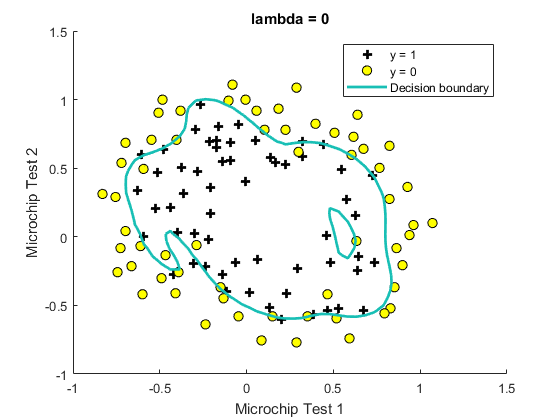 lambda = 0
y = 1
y = 0
Decision boundary
Microchip Test 2
1.5
1
0.5
0
-0.5
-1
-1
-0.5
0
0.5
1
1.5
Microchip Test 1